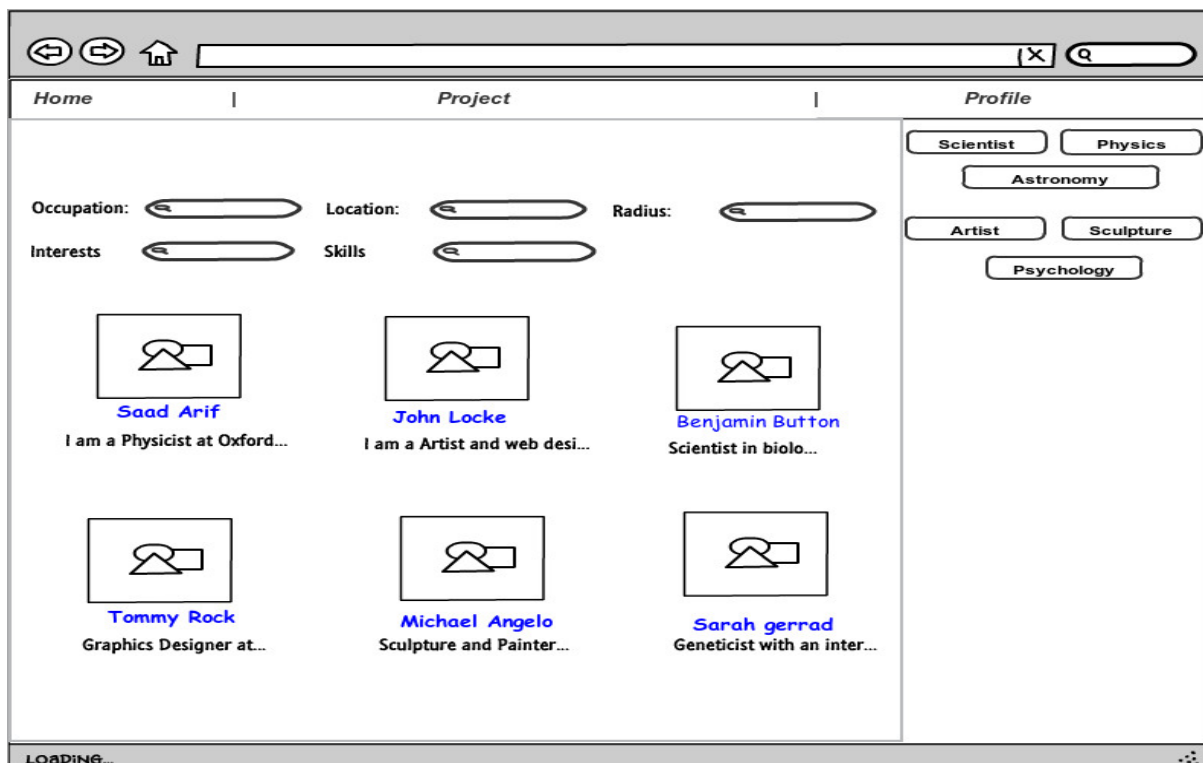 Home | Project | Profile
Scientist Physics
Astronomy
Artist Sculpture
Psychology
Occupation: Location: Radius:
Interests Skills
Saad Arif
I am a Physicist at Oxford...
John Locke
I am a Artist and web desi...
Benjamin Button
Scientist in biolo...
Tommy Rock
Graphics Designer at...
Michael Angelo
Sculpture and Painter...
Sarah gerrad
Geneticist with an inter...
LOADING...